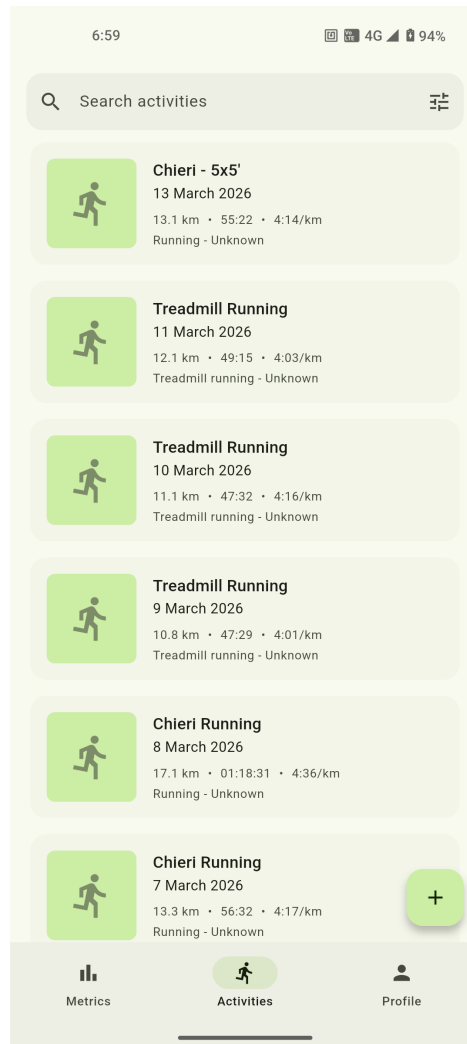 6:59
Vo LTE 4G 94%
Search activities
Chieri - 5x5'
13 March 2026
13.1 km • 55:22 • 4:14/km
Running - Unknown
Treadmill Running
11 March 2026
12.1 km • 49:15 • 4:03/km
Treadmill running - Unknown
Treadmill Running
10 March 2026
11.1 km • 47:32 • 4:16/km
Treadmill running - Unknown
Treadmill Running
9 March 2026
10.8 km • 47:29 • 4:01/km
Treadmill running - Unknown
Chieri Running
8 March 2026
17.1 km • 01:18:31 • 4:36/km
Running - Unknown
Chieri Running
7 March 2026
13.3 km • 56:32 • 4:17/km
Running - Unknown
+
Metrics Activities Profile